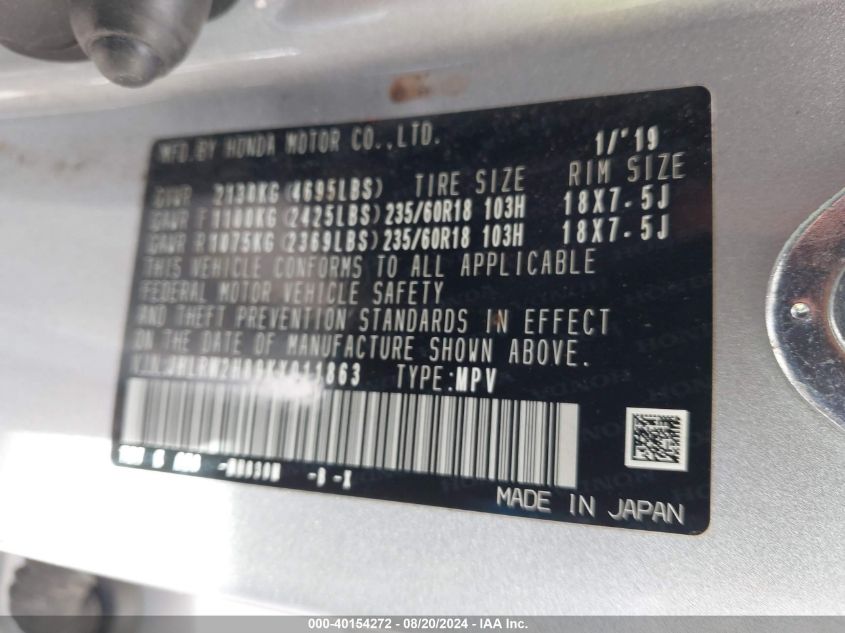 MFD.BY HONDA MOTOR CO.,LTD. 1/'19
GVWR 2130KG(4695LBS) TIRE SIZE RIM SIZE
GAWR F 1100KG(2425LBS) 235/60R18 103H 18X7.5J
GAWR R 1075KG(2369LBS) 235/60R18 103H 18X7.5J
THIS VEHICLE CONFORMS TO ALL APPLICABLE
FEDERAL MOTOR VEHICLE SAFETY
AND THEFT PREVENTION STANDARDS IN EFFECT
ON THE DATE OF MANUFACTURE SHOWN ABOVE.
TYPE:MPV
MADE IN JAPAN
000-40154272 - 08/20/2024 - IAA Inc.